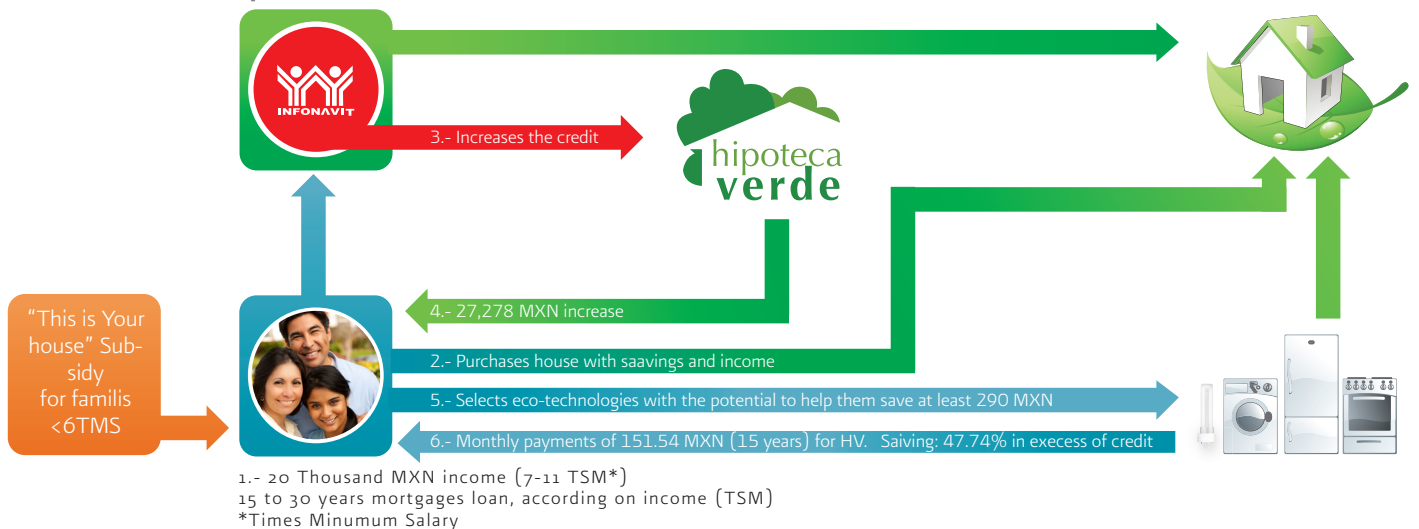 INFONAVIT
3.- Increases the credit
hipoteca
verde
"This is Your
house" Sub-
sidy
for familis
<6TMS
4.- 27,278 MXN increase
2.- Purchases house with saavings and income
5.- Selects eco-technologies with the potential to help them save at least 290 MXN
6.- Monthly payments of 151.54 MXN (15 years) for HV. Saiving: 47.74% in execess of credit
1.- 20 Thousand MXN income (7-11 TSM*)
15 to 30 years mortgages loan, according on income (TSM)
*Times Minumum Salary